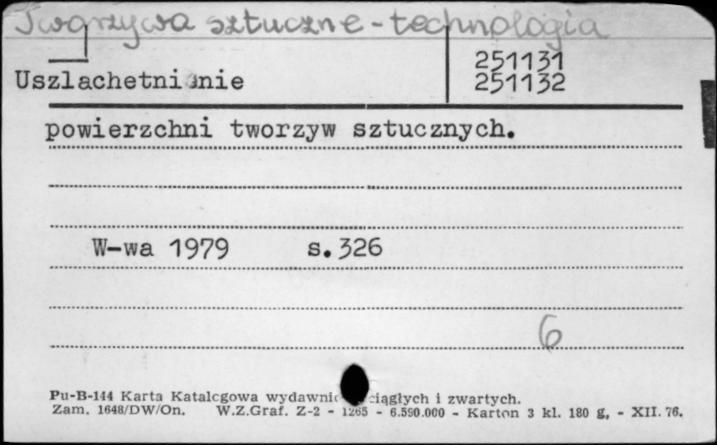 Tworzywa sztuczne - technologia
251131
Uszlachetnianie
251132
powierzchni tworzyw sztucznych.
W-wa 1979 s. 326
6
Pu-B-144 Karta Katalogowa ciągłych i zwartych.
Zam. 1648/DW/On. W.Z.Graf. Z-2 - 1265 - 6.590.000 - Karton 3 kl. 180 g, - XII. 76.